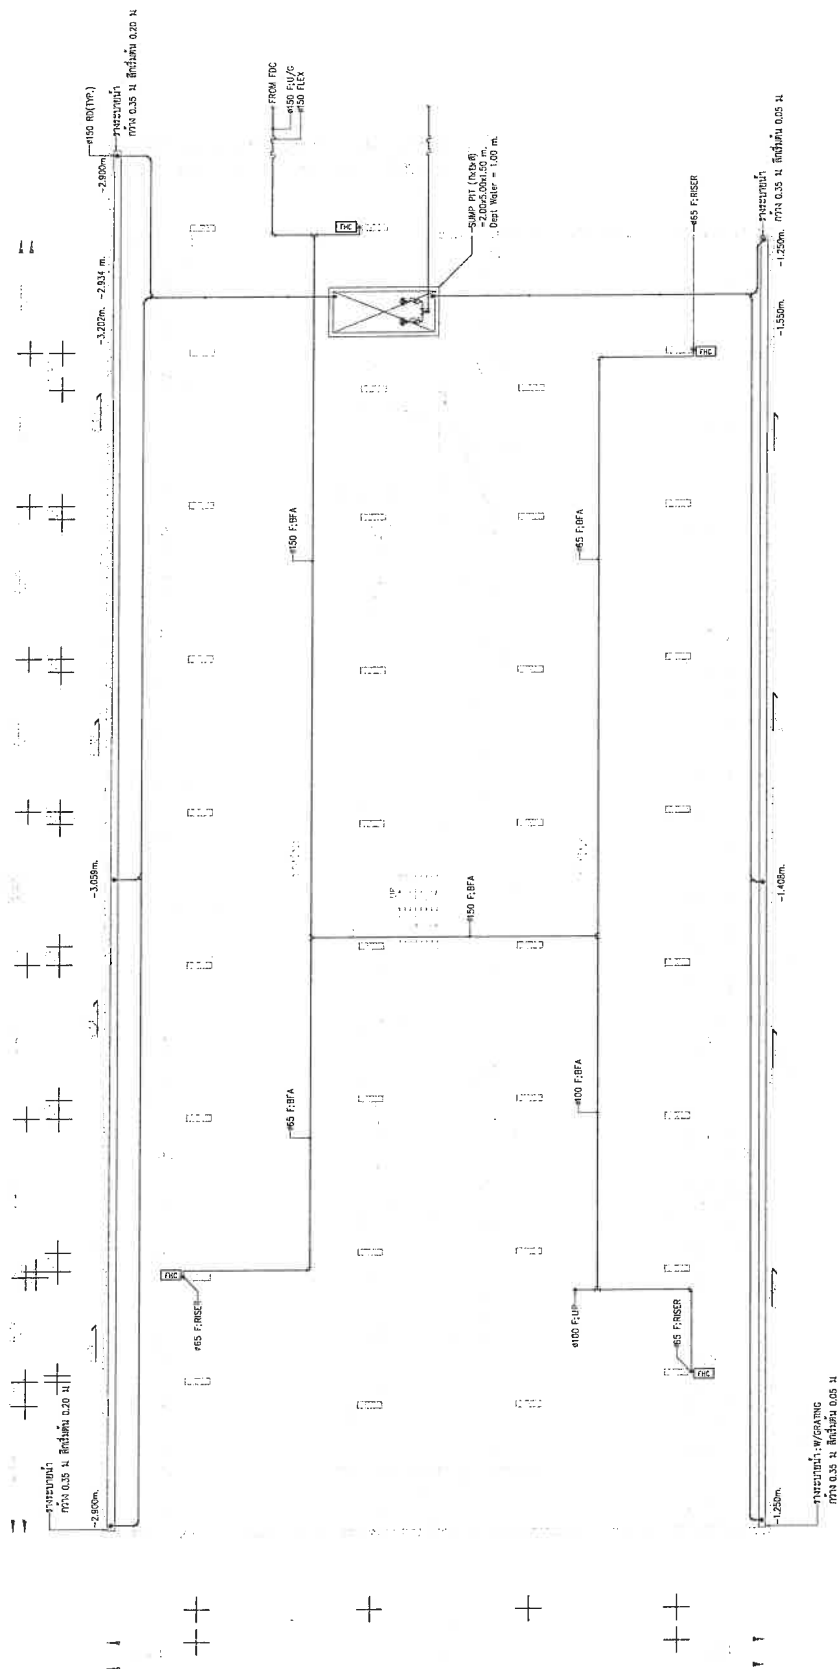 ø150 RD(TYP.)
รางระบายน้ำ
กว้าง 0.35 ม ลึกเริ่มต้น 0.20 ม
-2.900m.
FROM FDC
ø150 F;U/G
ø150 FLEX
FHC
SUMP PIT
=2.00x5.00x1.50 m.
Dept Water = 1.00 m.
ø65 F;RISER
FHC
รางระบายน้ำ
กว้าง 0.35 ม ลึกเริ่มต้น 0.05 ม
-1.250m.
-2.934 m.
-3.202m.
-1.550m.
ø150 F;BFA
ø65 F;BFA
-3.059m.
UP
ø150 F;BFA
-1.408m.
ø65 F;BFA
ø100 F;BFA
FHC
ø65 F;RISER
ø100 F;UP
ø65 F;RISER
FHC
รางระบายน้ำ
กว้าง 0.35 ม ลึกเริ่มต้น 0.20 ม
-2.900m.
-1.250m.
รางระบายน้ำ ;W/GRATING
กว้าง 0.35 ม ลึกเริ่มต้น 0.05 ม